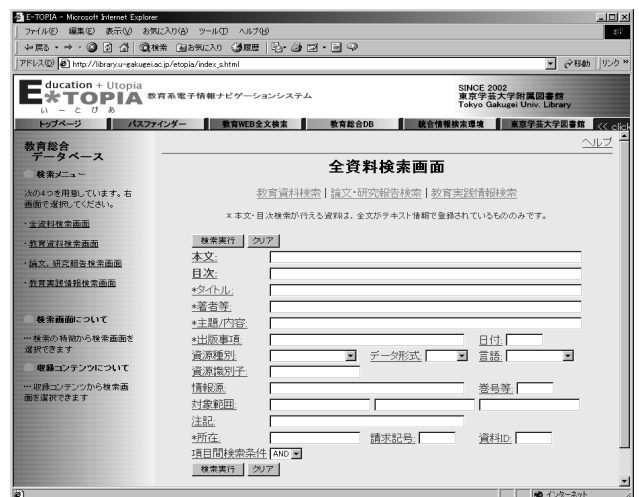 E-TOPIA - Microsoft Internet Explorer
ファイル(F) 編集(E) 表示(V) お気に入り(A) ツール(T) ヘルプ(H)
戻る 検索 お気に入り 履歴
アドレス(D) http://library.u-gakugei.ac.jp/etopia/index_s.html 移動 リンク »
Education + Utopia
E*TOPIA 教育系電子情報ナビゲーションシステム
い ー と ぴ あ
SINCE 2002
東京学芸大学附属図書館
Tokyo Gakugei Univ. Library
トップページ パスファインダー 教育WEB全文検索 教育総合DB 統合情報検索環境 東京学芸大学図書館 << click
教育総合
データベース
検索メニュー
次の4つを用意しています。右
画面で選択してください。
・全資料検索画面
・教育資料検索画面
・論文、研究報告検索画面
・教育実践情報検索画面
検索画面について
…検索の特徴から検索画面を
選択できます
収録コンテンツについて
…収録コンテンツから検索画
面を選択できます
ヘルプ
全資料検索画面
教育資料検索 | 論文・研究報告検索 | 教育実践情報検索
※本文・目次検索が行える資料は、全文がテキスト情報で登録されているもののみです。
検索実行 クリア
本文:
目次:
*タイトル:
*著者等:
*主題/内容:
*出版事項: 日付:
資源種別: データ形式: 言語:
資源識別子:
情報源: 巻号等:
対象範囲:
注記:
*所在: 請求記号: 資料ID:
項目間検索条件 AND
検索実行 クリア
インターネット